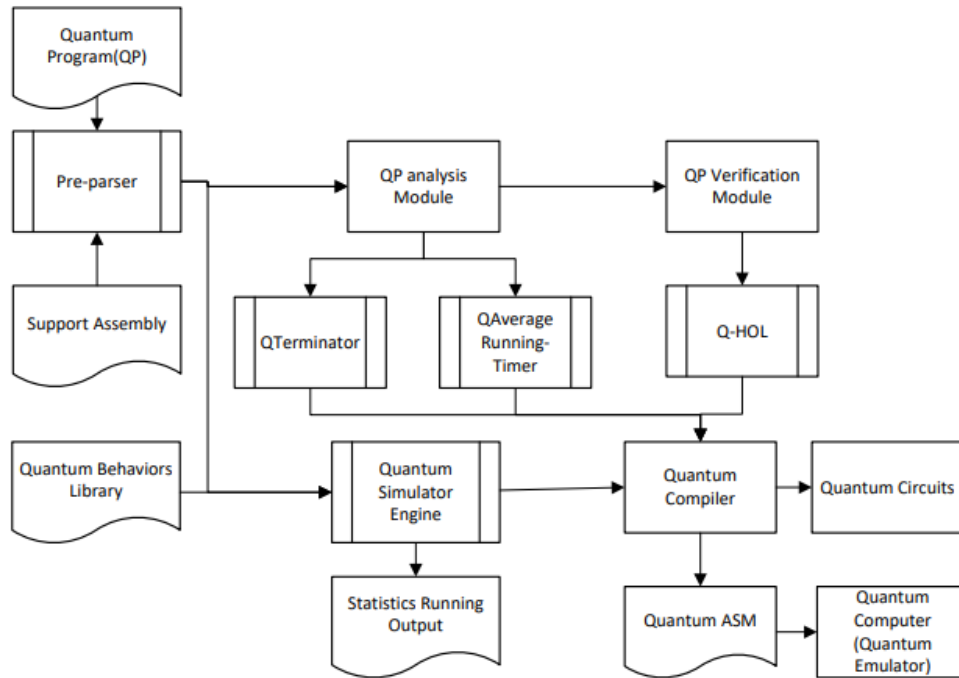 Quantum
Program(QP)
Pre-parser
QP analysis
Module
QP Verification
Module
Support Assembly
QTerminator
QAverage
Running-
Timer
Q-HOL
Quantum Behaviors
Library
Quantum
Simulator
Engine
Quantum
Compiler
Quantum Circuits
Statistics Running
Output
Quantum ASM
Quantum
Computer
(Quantum
Emulator)